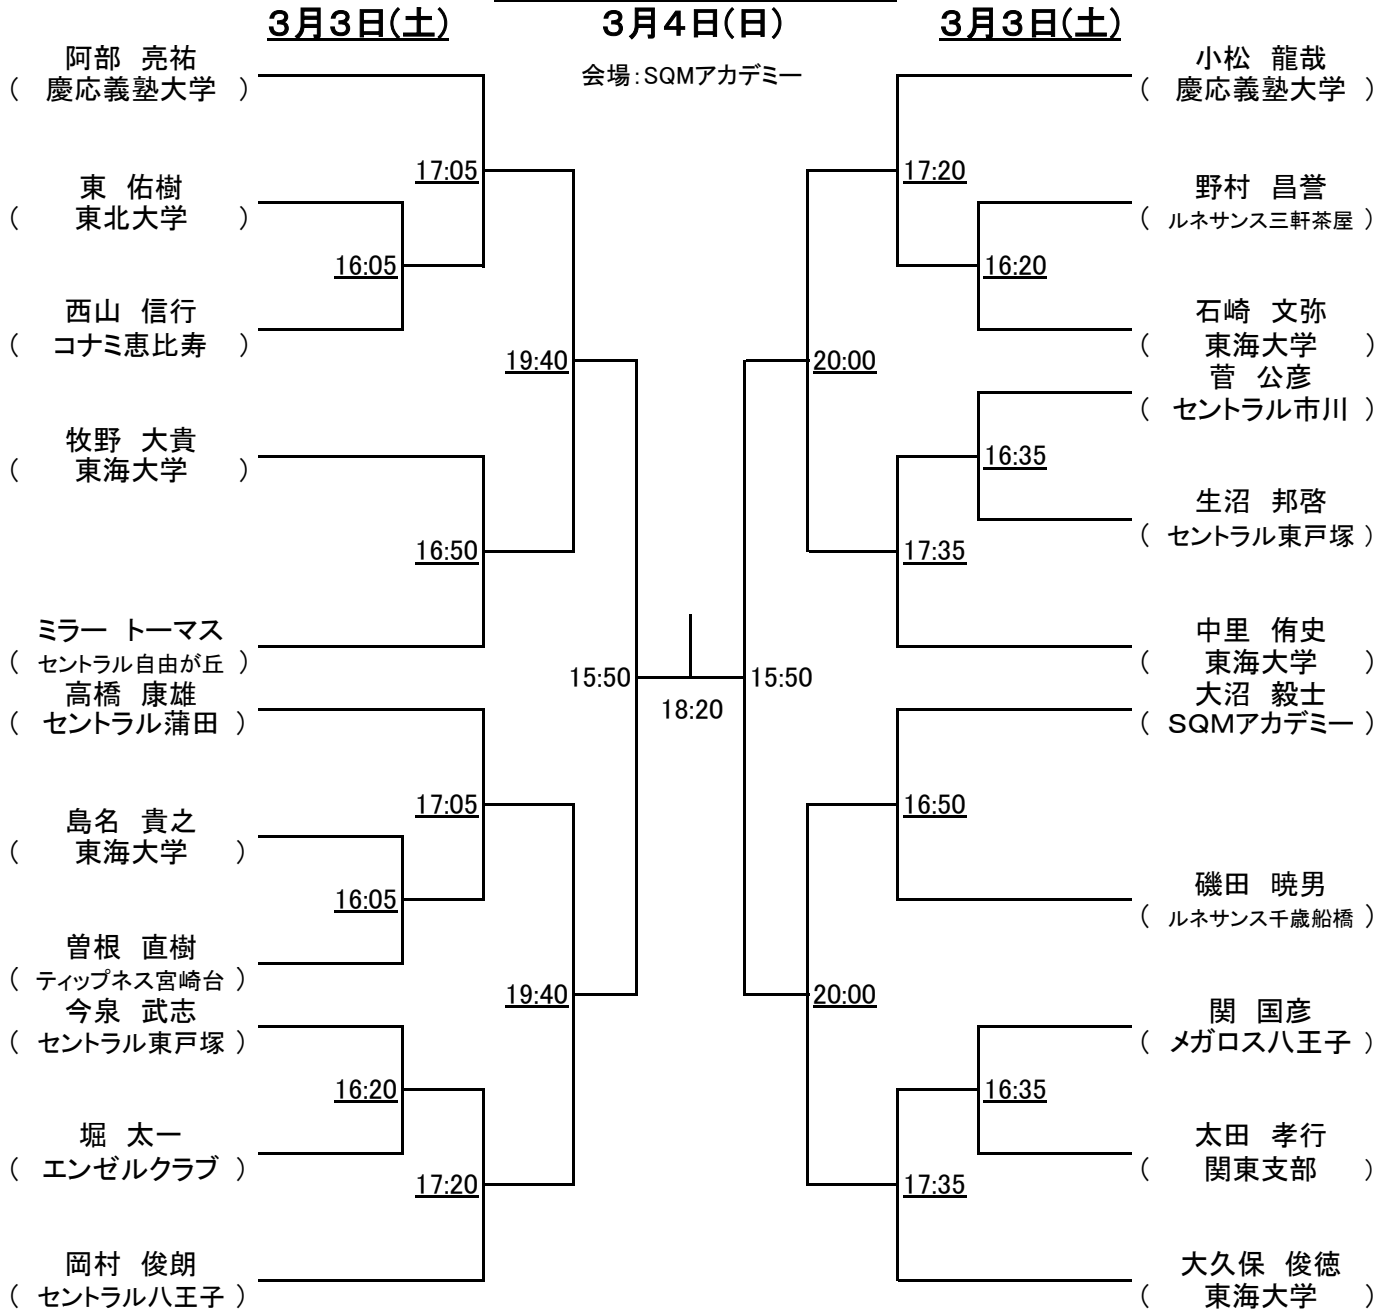 ３月３日(土)
３月４日(日)
３月３日(土)
会場：SQMアカデミー
阿部　亮祐
（　慶応義塾大学　）
17:05
東　佑樹
（　東北大学　）
16:05
西山　信行
（　コナミ恵比寿　）
19:40
牧野　大貴
（　東海大学　）
16:50
ミラー　トーマス
（　セントラル自由が丘　）
高橋　康雄
（　セントラル蒲田　）
17:05
島名　貴之
（　東海大学　）
16:05
曽根　直樹
（　ティップネス宮崎台　）
19:40
今泉　武志
（　セントラル東戸塚　）
16:20
堀　太一
（　エンゼルクラブ　）
17:20
岡村　俊朗
（　セントラル八王子　）
15:50
18:20
15:50
小松　龍哉
（　慶応義塾大学　）
17:20
野村　昌誉
（　ルネサンス三軒茶屋　）
16:20
石崎　文弥
（　東海大学　）
20:00
菅　公彦
（　セントラル市川　）
16:35
生沼　邦啓
（　セントラル東戸塚　）
17:35
中里　侑史
（　東海大学　）
大沼　毅士
（　SQMアカデミー　）
16:50
磯田　暁男
（　ルネサンス千歳船橋　）
20:00
関　国彦
（　メガロス八王子　）
16:35
太田　孝行
（　関東支部　）
17:35
大久保　俊徳
（　東海大学　）